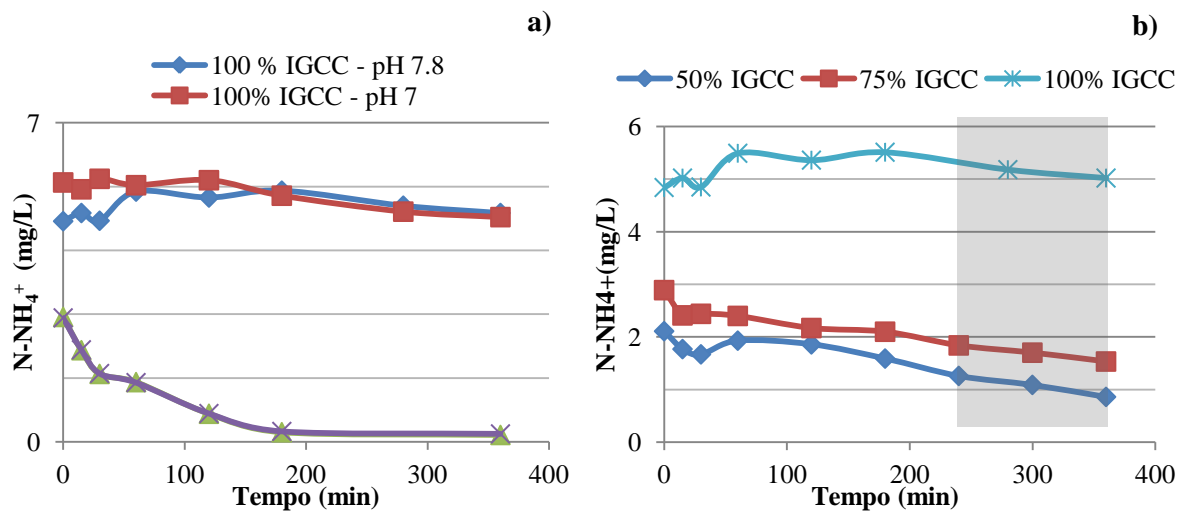 a)
100 % IGCC - pH 7.8
100% IGCC - pH 7
7
0
N-NH₄⁺ (mg/L)
0 100 200 300 400
Tempo (min)
b)
50% IGCC 75% IGCC 100% IGCC
6
4
2
0
N-NH4+(mg/L)
0 100 200 300 400
Tempo (min)